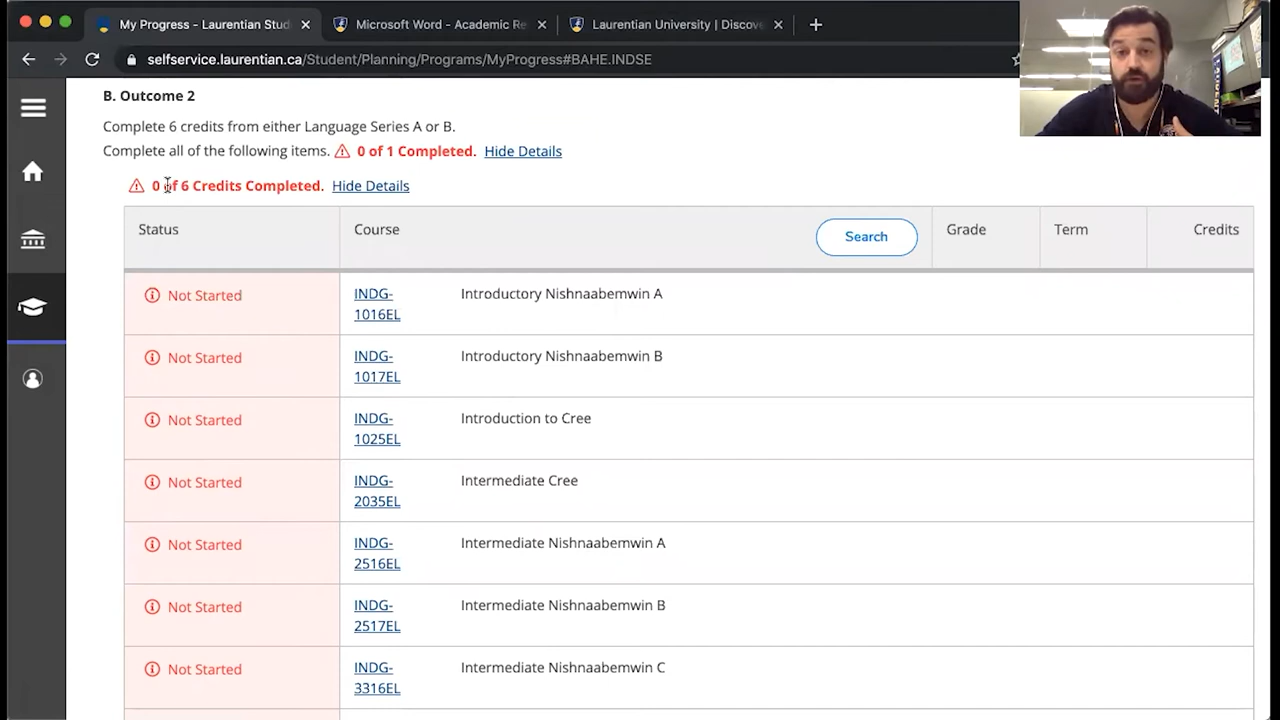 My Progress - Laurentian Stud
Microsoft Word - Academic Re
Laurentian University | Discove
selfservice.laurentian.ca/Student/Planning/Programs/MyProgress#BAHE.INDSE
B. Outcome 2
Complete 6 credits from either Language Series A or B.
Complete all of the following items. 0 of 1 Completed. Hide Details
0 of 6 Credits Completed. Hide Details
Status Course Search Grade Term Credits
Not Started INDG-1016EL Introductory Nishnaabemwin A
Not Started INDG-1017EL Introductory Nishnaabemwin B
Not Started INDG-1025EL Introduction to Cree
Not Started INDG-2035EL Intermediate Cree
Not Started INDG-2516EL Intermediate Nishnaabemwin A
Not Started INDG-2517EL Intermediate Nishnaabemwin B
Not Started INDG-3316EL Intermediate Nishnaabemwin C